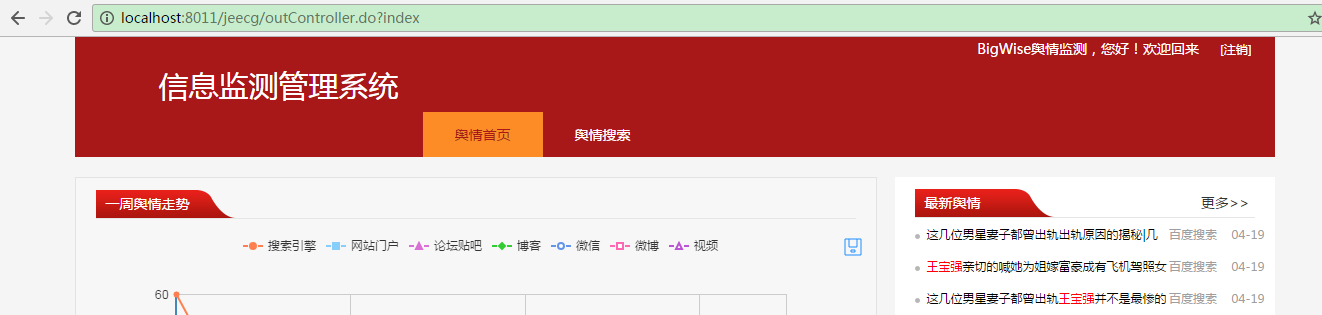 localhost:8011/jeecg/outController.do?index
BigWise舆情监测，您好！欢迎回来 [注销]
信息监测管理系统
舆情首页 舆情搜索
一周舆情走势
搜索引擎 网站门户 论坛贴吧 博客 微信 微博 视频
60
最新舆情 更多>>
这几位男星妻子都曾出轨出轨原因的揭秘|几 百度搜索 04-19
王宝强亲切的喊她为姐嫁富豪成有飞机驾照女 百度搜索 04-19
这几位男星妻子都曾出轨王宝强并不是最惨的 百度搜索 04-19